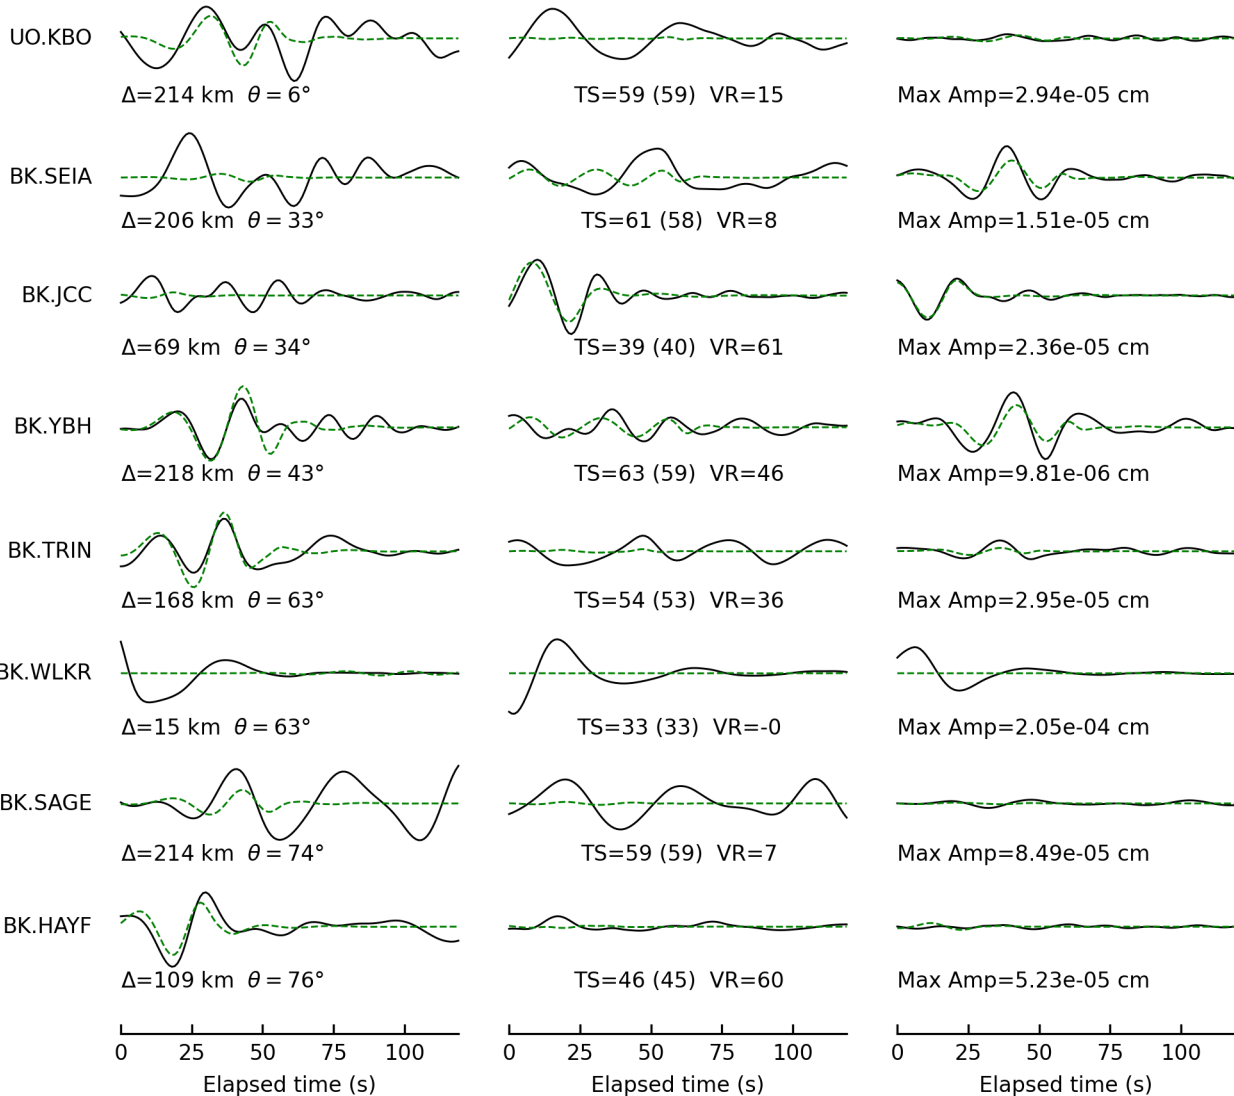 UO.KBO
Δ=214 km θ = 6° TS=59 (59) VR=15 Max Amp=2.94e-05 cm
BK.SEIA
Δ=206 km θ = 33° TS=61 (58) VR=8 Max Amp=1.51e-05 cm
BK.JCC
Δ=69 km θ = 34° TS=39 (40) VR=61 Max Amp=2.36e-05 cm
BK.YBH
Δ=218 km θ = 43° TS=63 (59) VR=46 Max Amp=9.81e-06 cm
BK.TRIN
Δ=168 km θ = 63° TS=54 (53) VR=36 Max Amp=2.95e-05 cm
BK.WLKR
Δ=15 km θ = 63° TS=33 (33) VR=-0 Max Amp=2.05e-04 cm
BK.SAGE
Δ=214 km θ = 74° TS=59 (59) VR=7 Max Amp=8.49e-05 cm
BK.HAYF
Δ=109 km θ = 76° TS=46 (45) VR=60 Max Amp=5.23e-05 cm
0 25 50 75 100 0 25 50 75 100 0 25 50 75 100
Elapsed time (s) Elapsed time (s) Elapsed time (s)